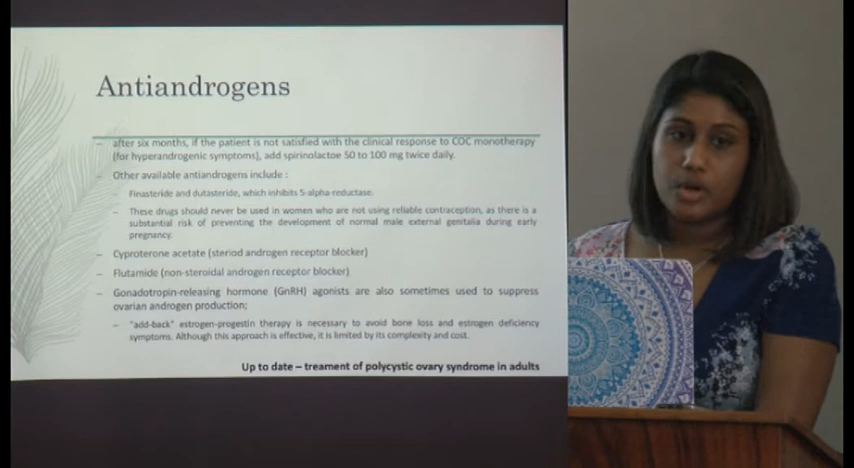 Antiandrogens
– after six months, if the patient is not satisfied with the clinical response to COC monotherapy
(for hyperandrogenic symptoms), add spirinolactoe 50 to 100 mg twice daily.
– Other available antiandrogens include :
– Finasteride and dutasteride, which inhibits 5-alpha-reductase.
– These drugs should never be used in women who are not using reliable contraception, as there is a
substantial risk of preventing the development of normal male external genitalia during early
pregnancy.
– Cyproterone acetate (steriod androgen receptor blocker)
– Flutamide (non-steroidal androgen receptor blocker)
– Gonadotropin-releasing hormone (GnRH) agonists are also sometimes used to suppress
ovarian androgen production;
– "add-back" estrogen-progestin therapy is necessary to avoid bone loss and estrogen deficiency
symptoms. Although this approach is effective, it is limited by its complexity and cost.
Up to date – treament of polycystic ovary syndrome in adults